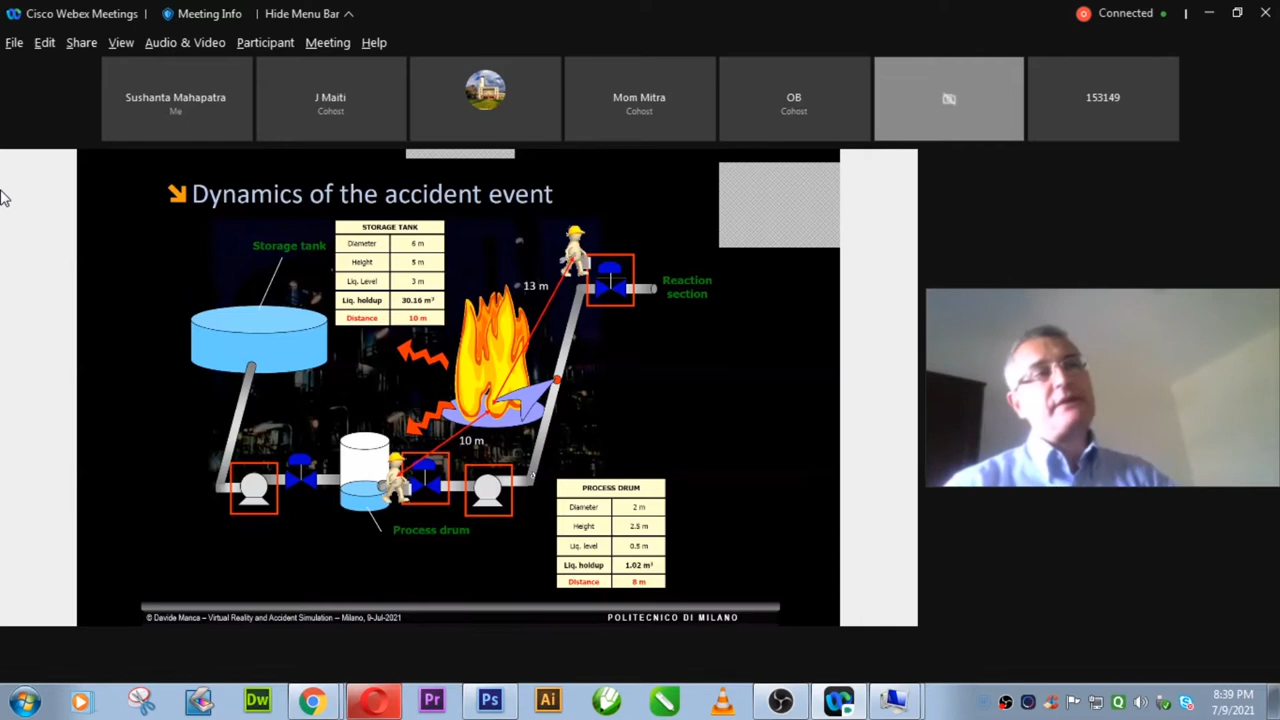 Cisco Webex Meetings
Meeting Info
Hide Menu Bar
Connected
File Edit Share View Audio & Video Participant Meeting Help
Sushanta Mahapatra
Me
J Maiti
Cohost
Mom Mitra
Cohost
OB
Cohost
153149
Dynamics of the accident event
Storage tank
STORAGE TANK
Diameter 6 m
Height 5 m
Liq. Level 3 m
Liq. holdup 30.16 m³
Distance 10 m
13 m
Reaction
section
10 m
Process drum
PROCESS DRUM
Diameter 2 m
Height 2.5 m
Liq. level 0.5 m
Liq. holdup 1.02 m³
Distance 8 m
© Davide Manca – Virtual Reality and Accident Simulation -- Milano, 9-Jul-2021
POLITECNICO DI MILANO
Dw
Pr
Ps
Ai
8:39 PM
7/9/2021